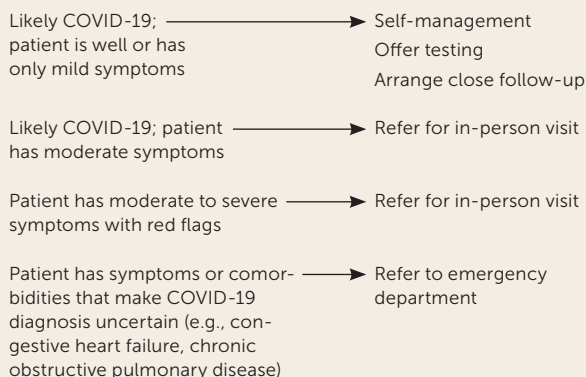 Likely COVID-19;
patient is well or has
only mild symptoms
Self-management
Offer testing
Arrange close follow-up
Likely COVID-19; patient
has moderate symptoms
Refer for in-person visit
Patient has moderate to severe
symptoms with red flags
Refer for in-person visit
Patient has symptoms or comor-
bidities that make COVID-19
diagnosis uncertain (e.g., con-
gestive heart failure, chronic
obstructive pulmonary disease)
Refer to emergency
department